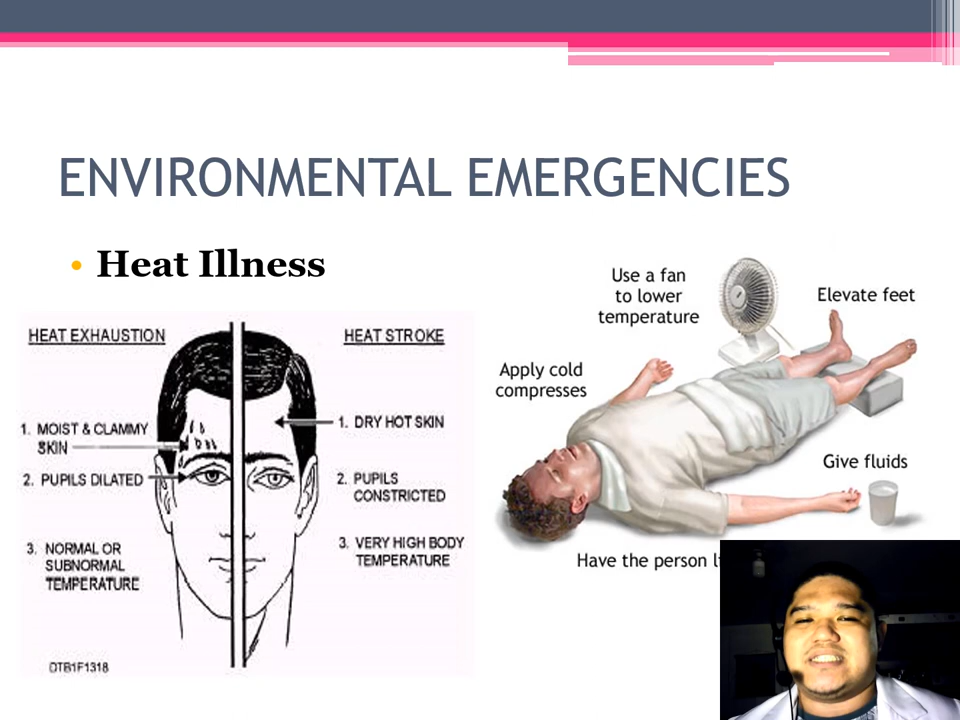 ENVIRONMENTAL EMERGENCIES
• Heat Illness
HEAT EXHAUSTION
HEAT STROKE
1. MOIST & CLAMMY
SKIN
2. PUPILS DILATED
3. NORMAL OR
SUBNORMAL
TEMPERATURE
1. DRY HOT SKIN
2. PUPILS
CONSTRICTED
3. VERY HIGH BODY
TEMPERATURE
DTB1F1318
Use a fan
to lower
temperature
Elevate feet
Apply cold
compresses
Give fluids
Have the person